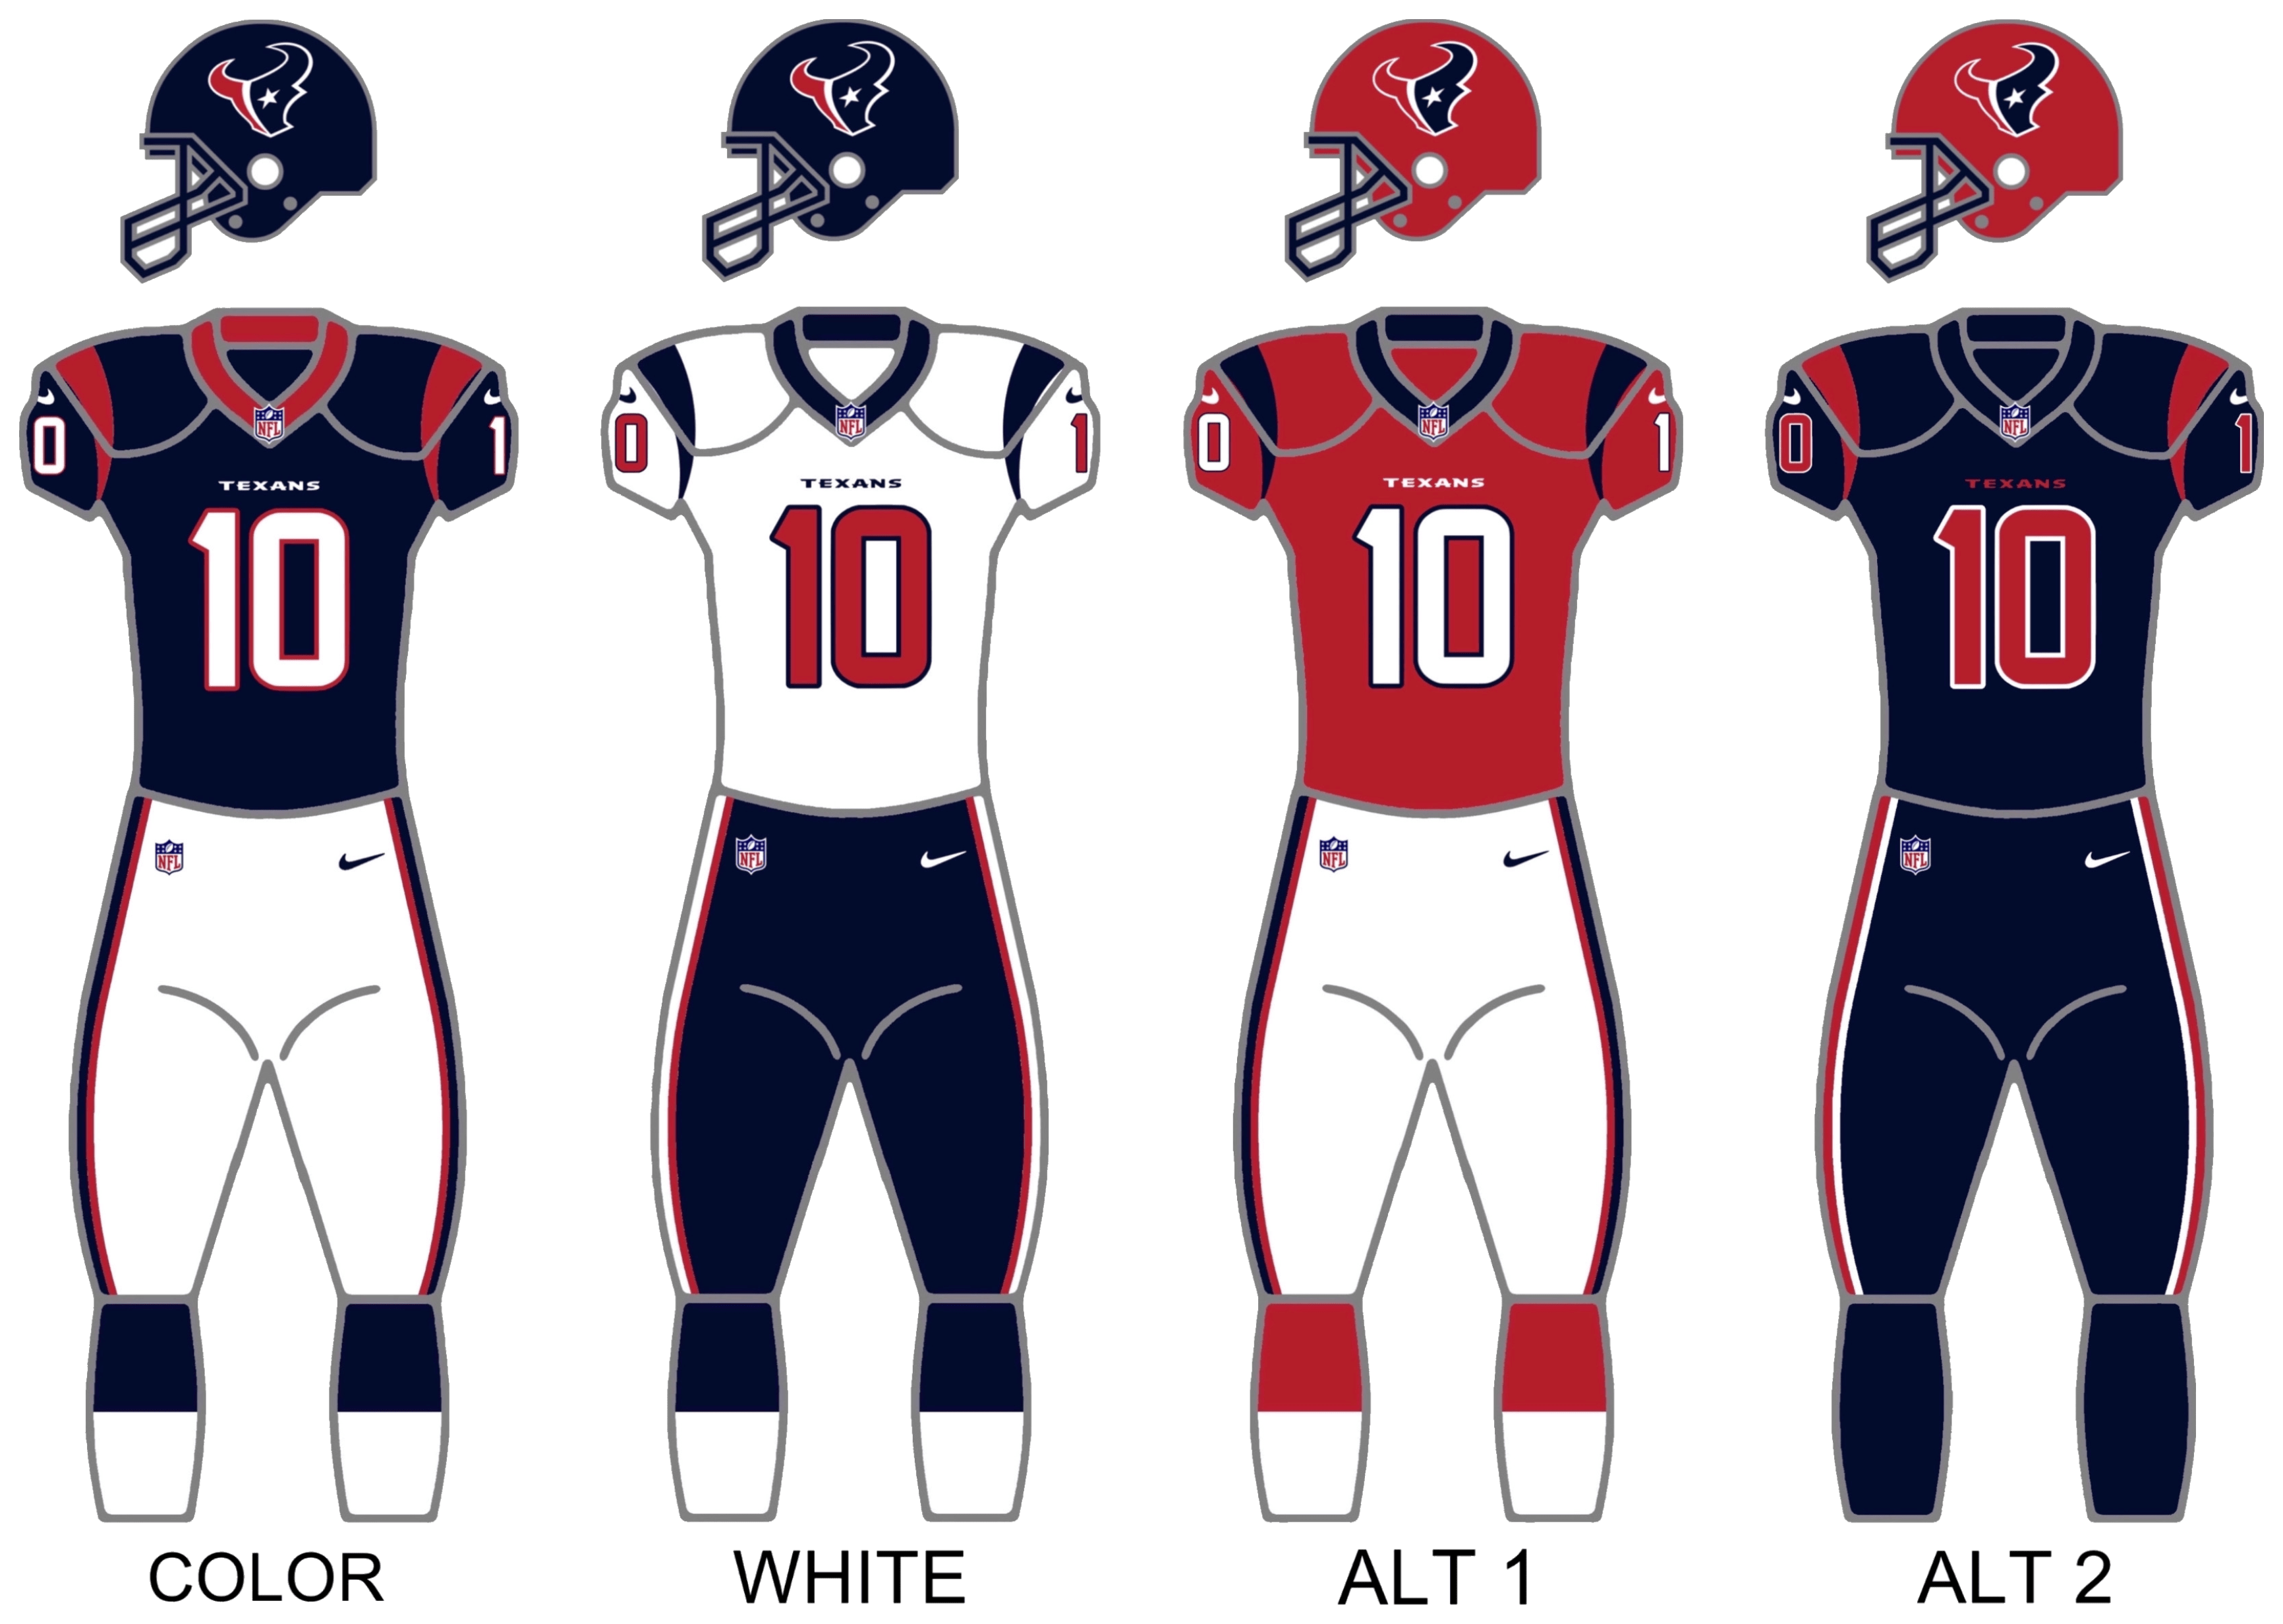 NFL NFL NFL NFL
0 1 0 1 0 1 0 1
TEXANS TEXANS TEXANS TEXANS
10 10 10 10
NFL NFL NFL NFL
COLOR WHITE ALT 1 ALT 2